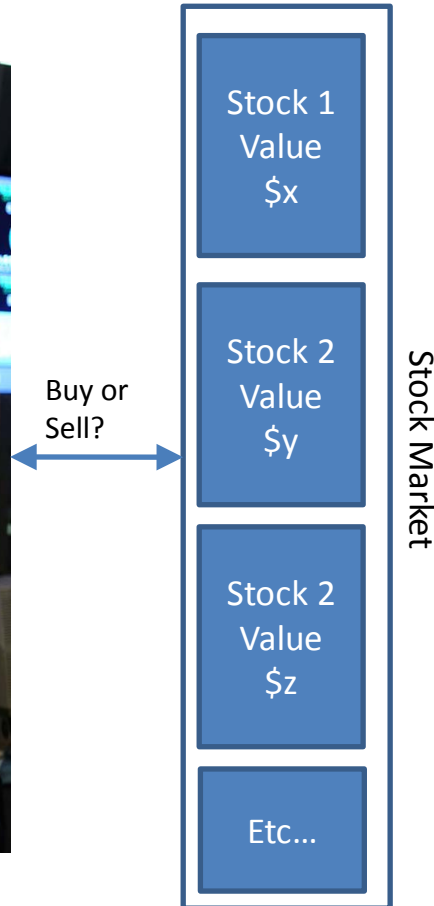 Buy or
Sell?
Stock 1
Value
$x
Stock 2
Value
$y
Stock 2
Value
$z
Etc...
Stock Market